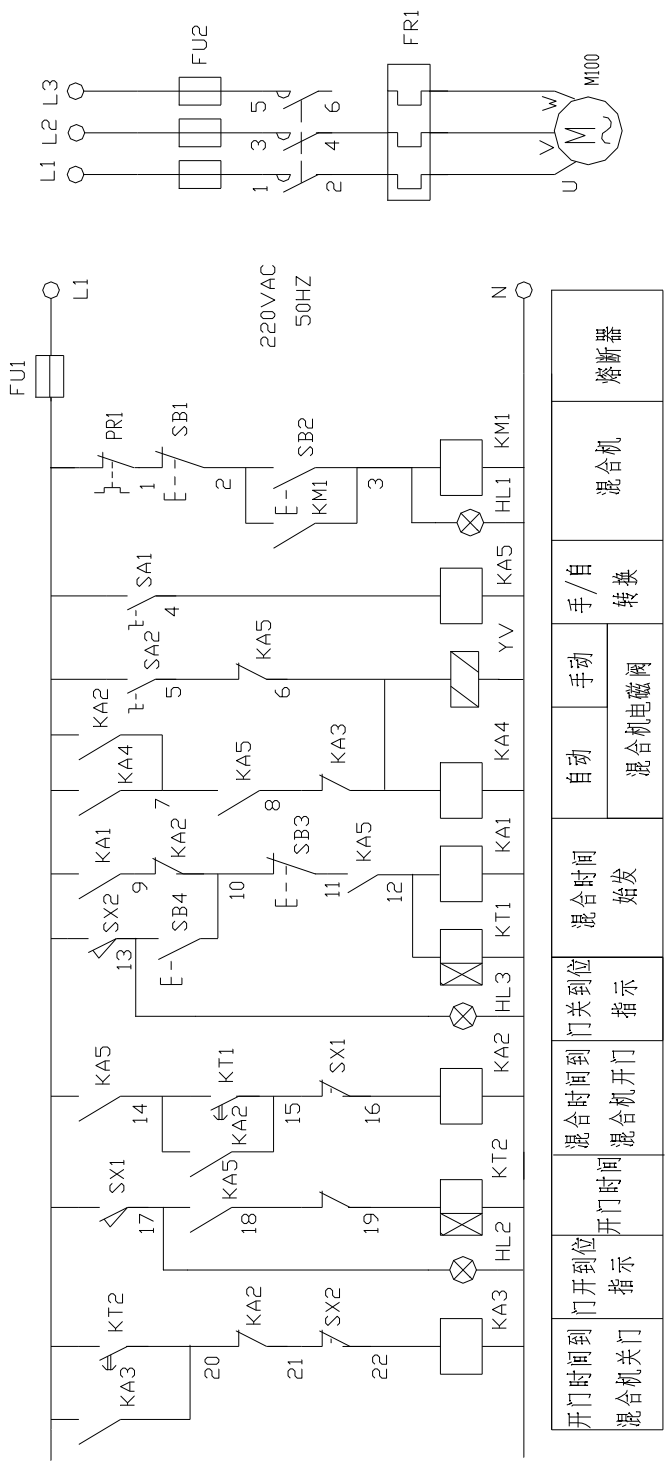 L1
L2
L3
FU2
1
3
5
2
4
6
FR1
U
V
W
M
M100
L1
FU1
220VAC
50HZ
N
PR1
1
SB1
2
SB2
KM1
3
KM1
HL1
SA1
4
KA5
SA2
5
KA5
6
YV
KA2
KA4
7
KA5
8
KA3
KA4
KA1
9
KA2
10
SB3
11
KA5
12
KA1
SX2
13
SB4
KT1
HL3
KA5
14
KT1
KA2
15
SX1
16
KA2
SX1
17
KA5
18
19
KT2
HL2
KT2
KA3
20
KA2
21
SX2
22
KA3
熔断器
混合机
手/自
转换
手动
自动
混合机电磁阀
混合时间
始发
门关到位
指示
混合时间到
混合机开门
开门时间
门开到位
指示
开门时间到
混合机关门